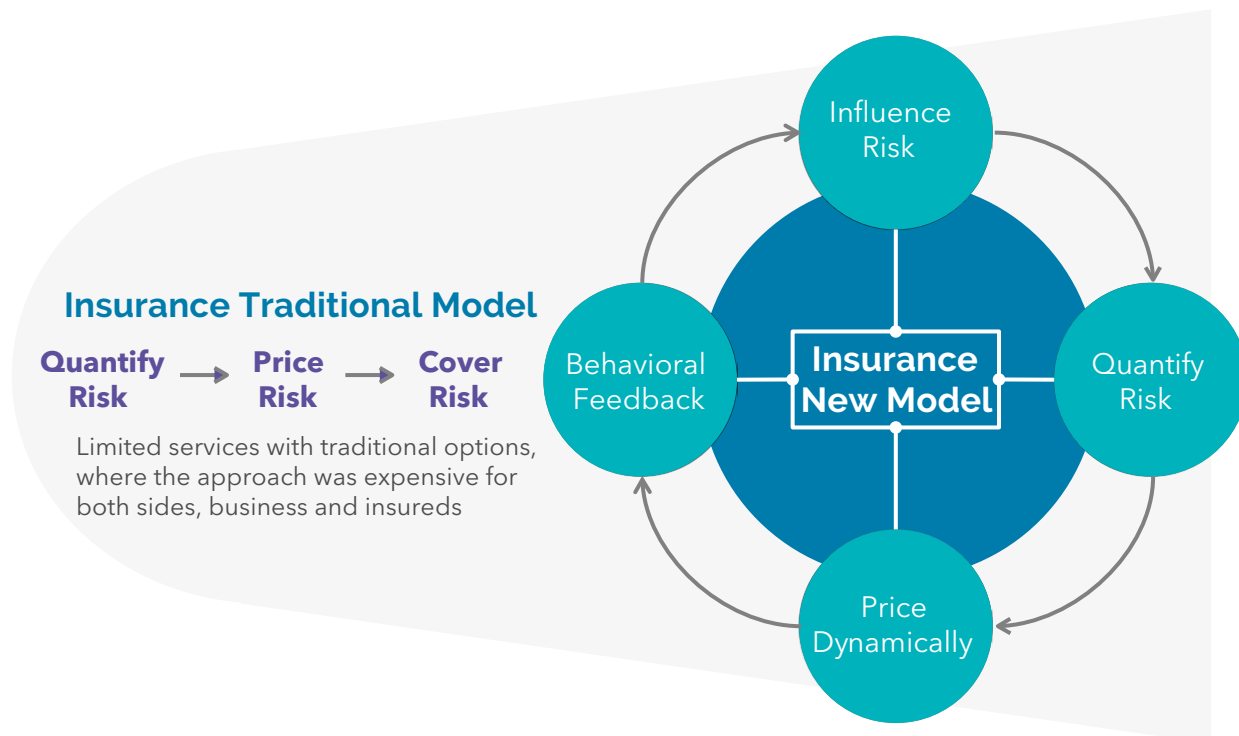 Insurance Traditional Model
Quantify
Risk
Price
Risk
Cover
Risk
Limited services with traditional options,
where the approach was expensive for
both sides, business and insureds
Influence
Risk
Quantify
Risk
Price
Dynamically
Behavioral
Feedback
Insurance
New Model